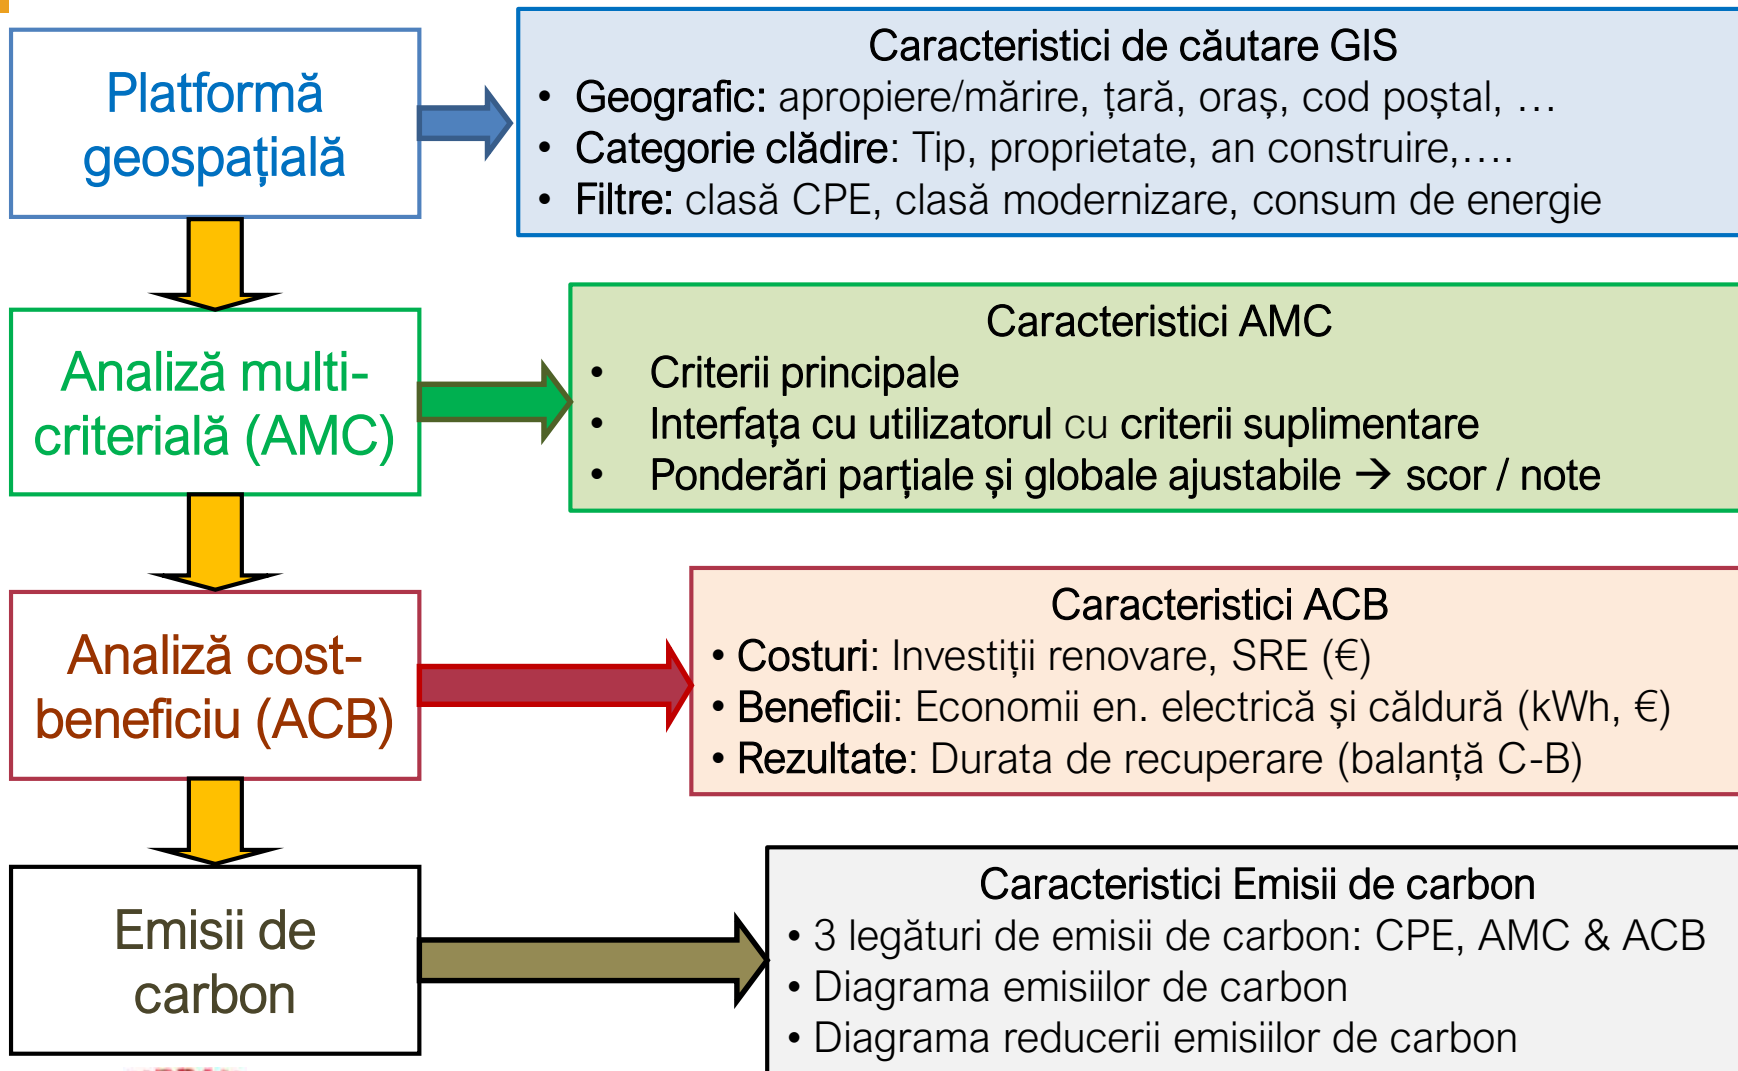 Platformă
geospațială
Caracteristici de căutare GIS
• Geografic: apropiere/mărire, țară, oraș, cod poștal, …
• Categorie clădire: Tip, proprietate, an construire,….
• Filtre: clasă CPE, clasă modernizare, consum de energie
Analiză multi-
criterială (AMC)
Caracteristici AMC
• Criterii principale
• Interfața cu utilizatorul cu criterii suplimentare
• Ponderări parțiale și globale ajustabile → scor / note
Analiză cost-
beneficiu (ACB)
Caracteristici ACB
• Costuri: Investiții renovare, SRE (€)
• Beneficii: Economii en. electrică și căldură (kWh, €)
• Rezultate: Durata de recuperare (balanță C-B)
Emisii de
carbon
Caracteristici Emisii de carbon
• 3 legături de emisii de carbon: CPE, AMC & ACB
• Diagrama emisiilor de carbon
• Diagrama reducerii emisiilor de carbon